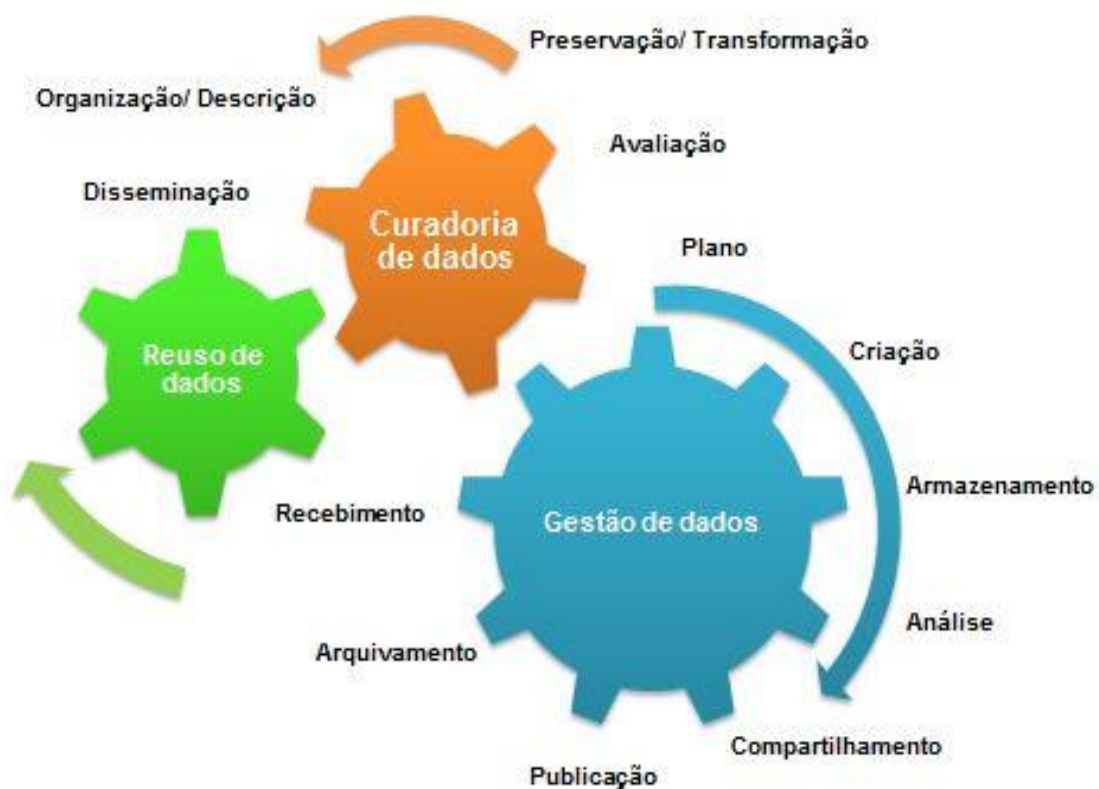 Preservação/ Transformação
Organização/ Descrição
Avaliação
Disseminação
Curadoria
de dados
Plano
Reuso de
dados
Criação
Armazenamento
Recebimento
Gestão de dados
Análise
Arquivamento
Compartilhamento
Publicação